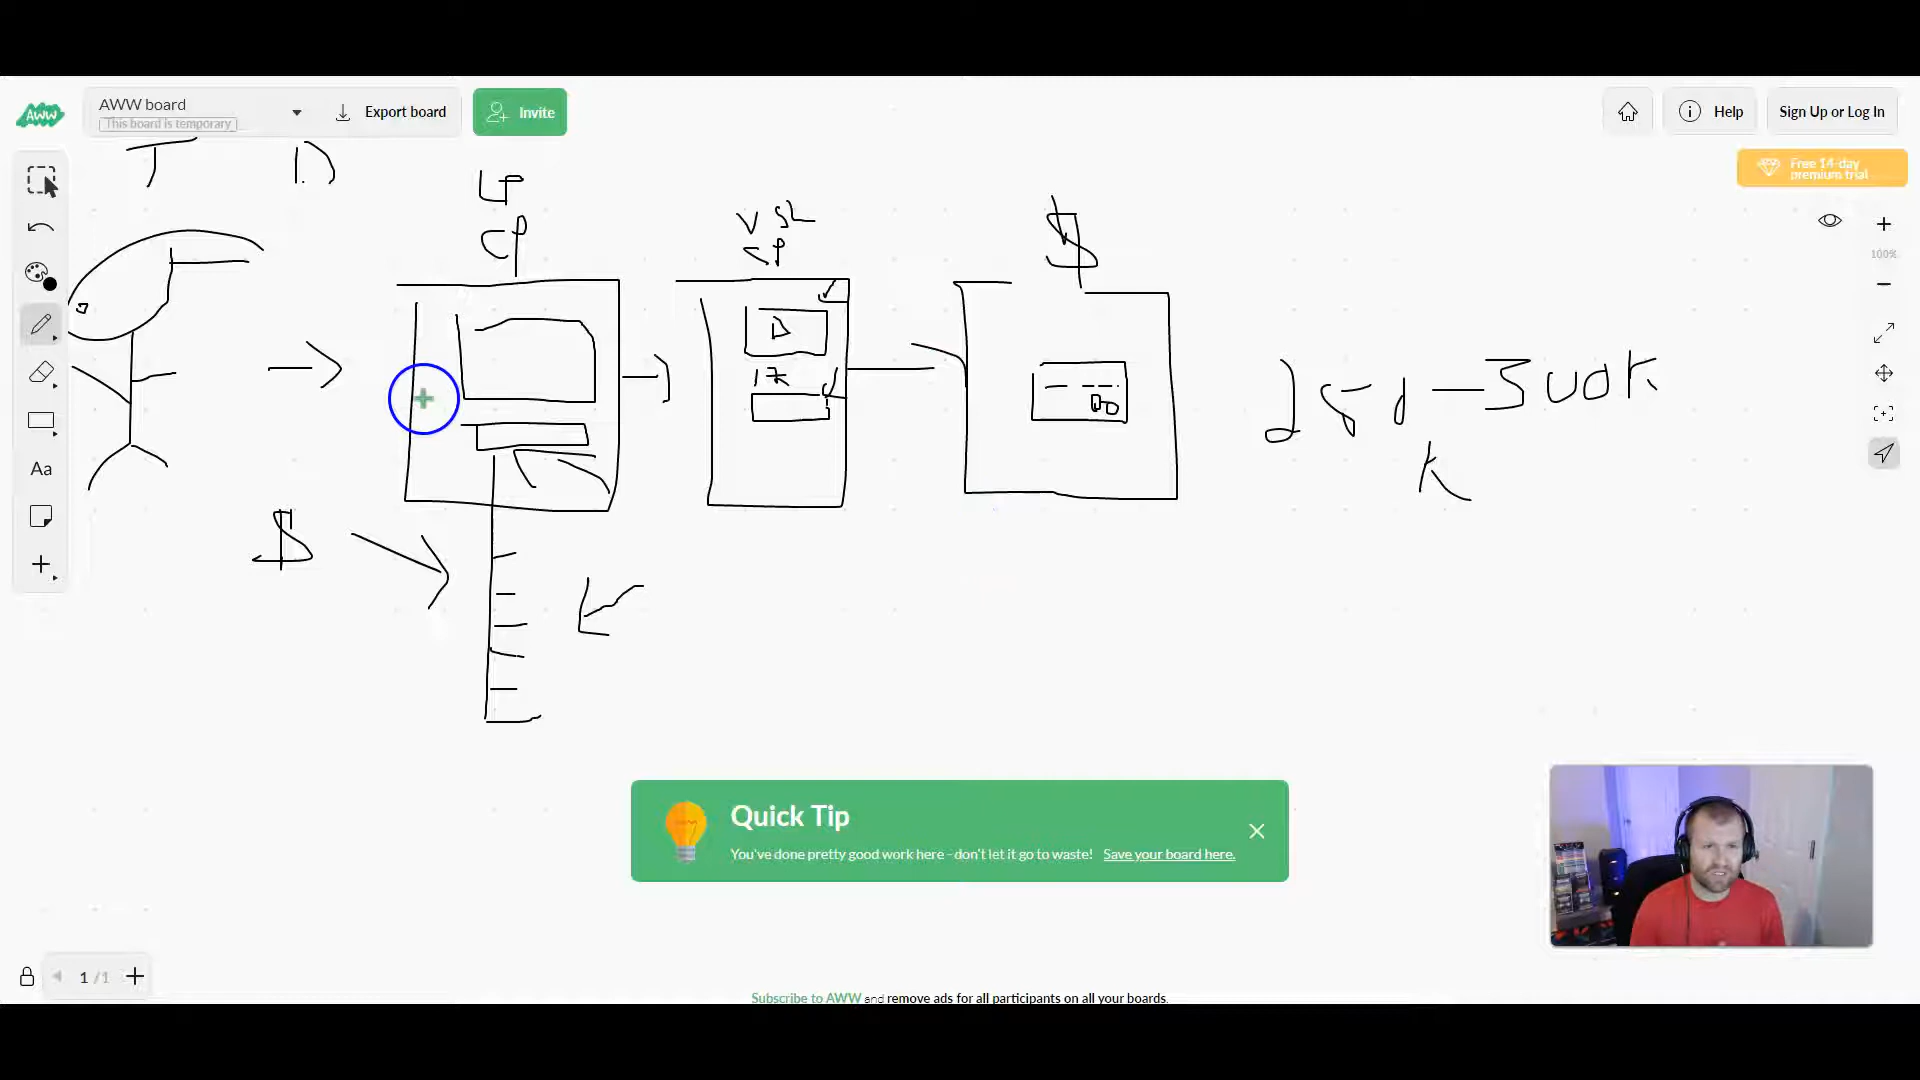 AWW
AWW board
This board is temporary
Export board
Invite
Help
Sign Up or Log In
Free 14-day
premium trial
100%
T D
LP
CP
VSL
CP
$
D
$
K
Aa
Quick Tip
You've done pretty good work here - don't let it go to waste! Save your board here.
1 /1
Subscribe to AWW and remove ads for all participants on all your boards.